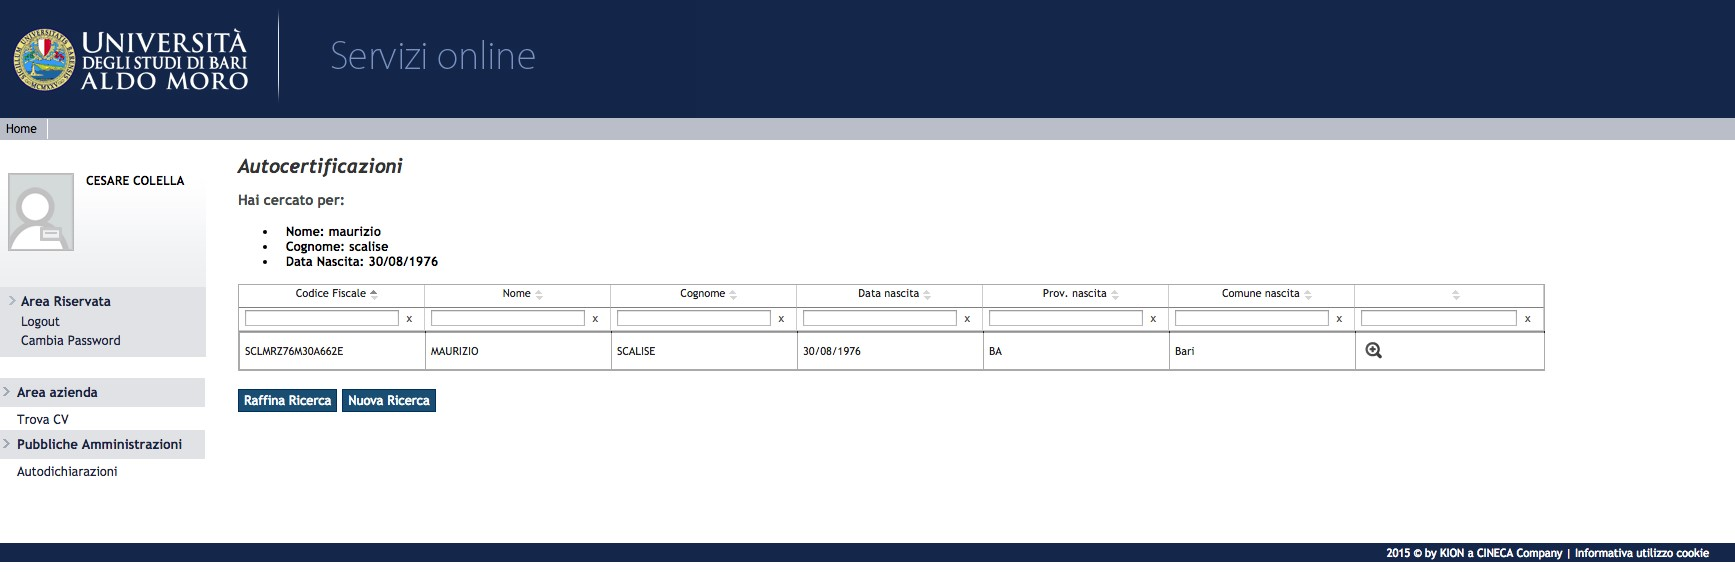 UNIVERSITÀ
DEGLI STUDI DI BARI
ALDO MORO
Servizi online
Home
CESARE COLELLA
Area Riservata
Logout
Cambia Password
Area azienda
Trova CV
Pubbliche Amministrazioni
Autodichiarazioni
Autocertificazioni
Hai cercato per:
• Nome: maurizio
• Cognome: scalise
• Data Nascita: 30/08/1976
Codice Fiscale Nome Cognome Data nascita Prov. nascita Comune nascita
x x x x x x x
SCLMRZ76M30A662E MAURIZIO SCALISE 30/08/1976 BA Bari
Raffina Ricerca Nuova Ricerca
2015 © by KION a CINECA Company | Informativa utilizzo cookie